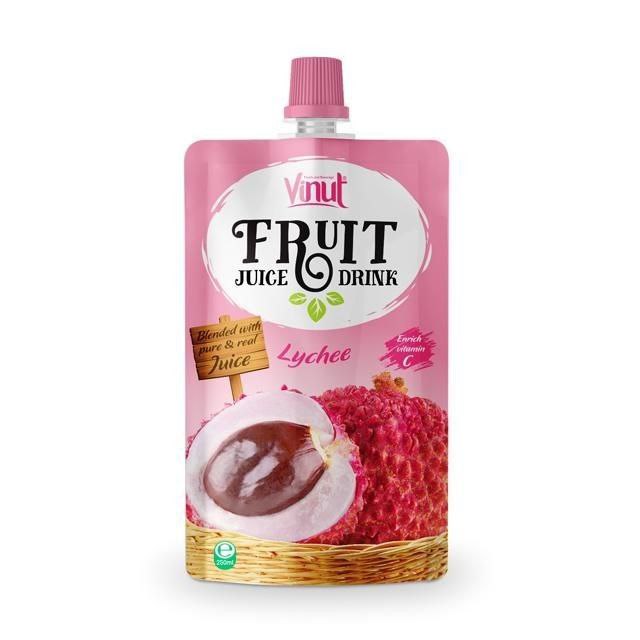 Vinut
FRUIT
JUICE DRINK
Blended with
pure & real
Juice
Lychee
Enrich
vitamin
C
e
250ml